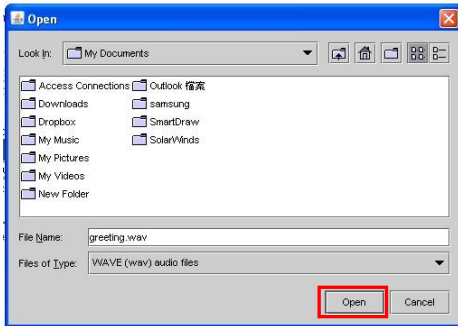 Open
Look In: My Documents
Access Connections Outlook 檔案
Downloads samsung
Dropbox SmartDraw
My Music SolarWinds
My Pictures
My Videos
New Folder
File Name: greeting.wav
Files of Type: WAVE (wav) audio files
Open Cancel